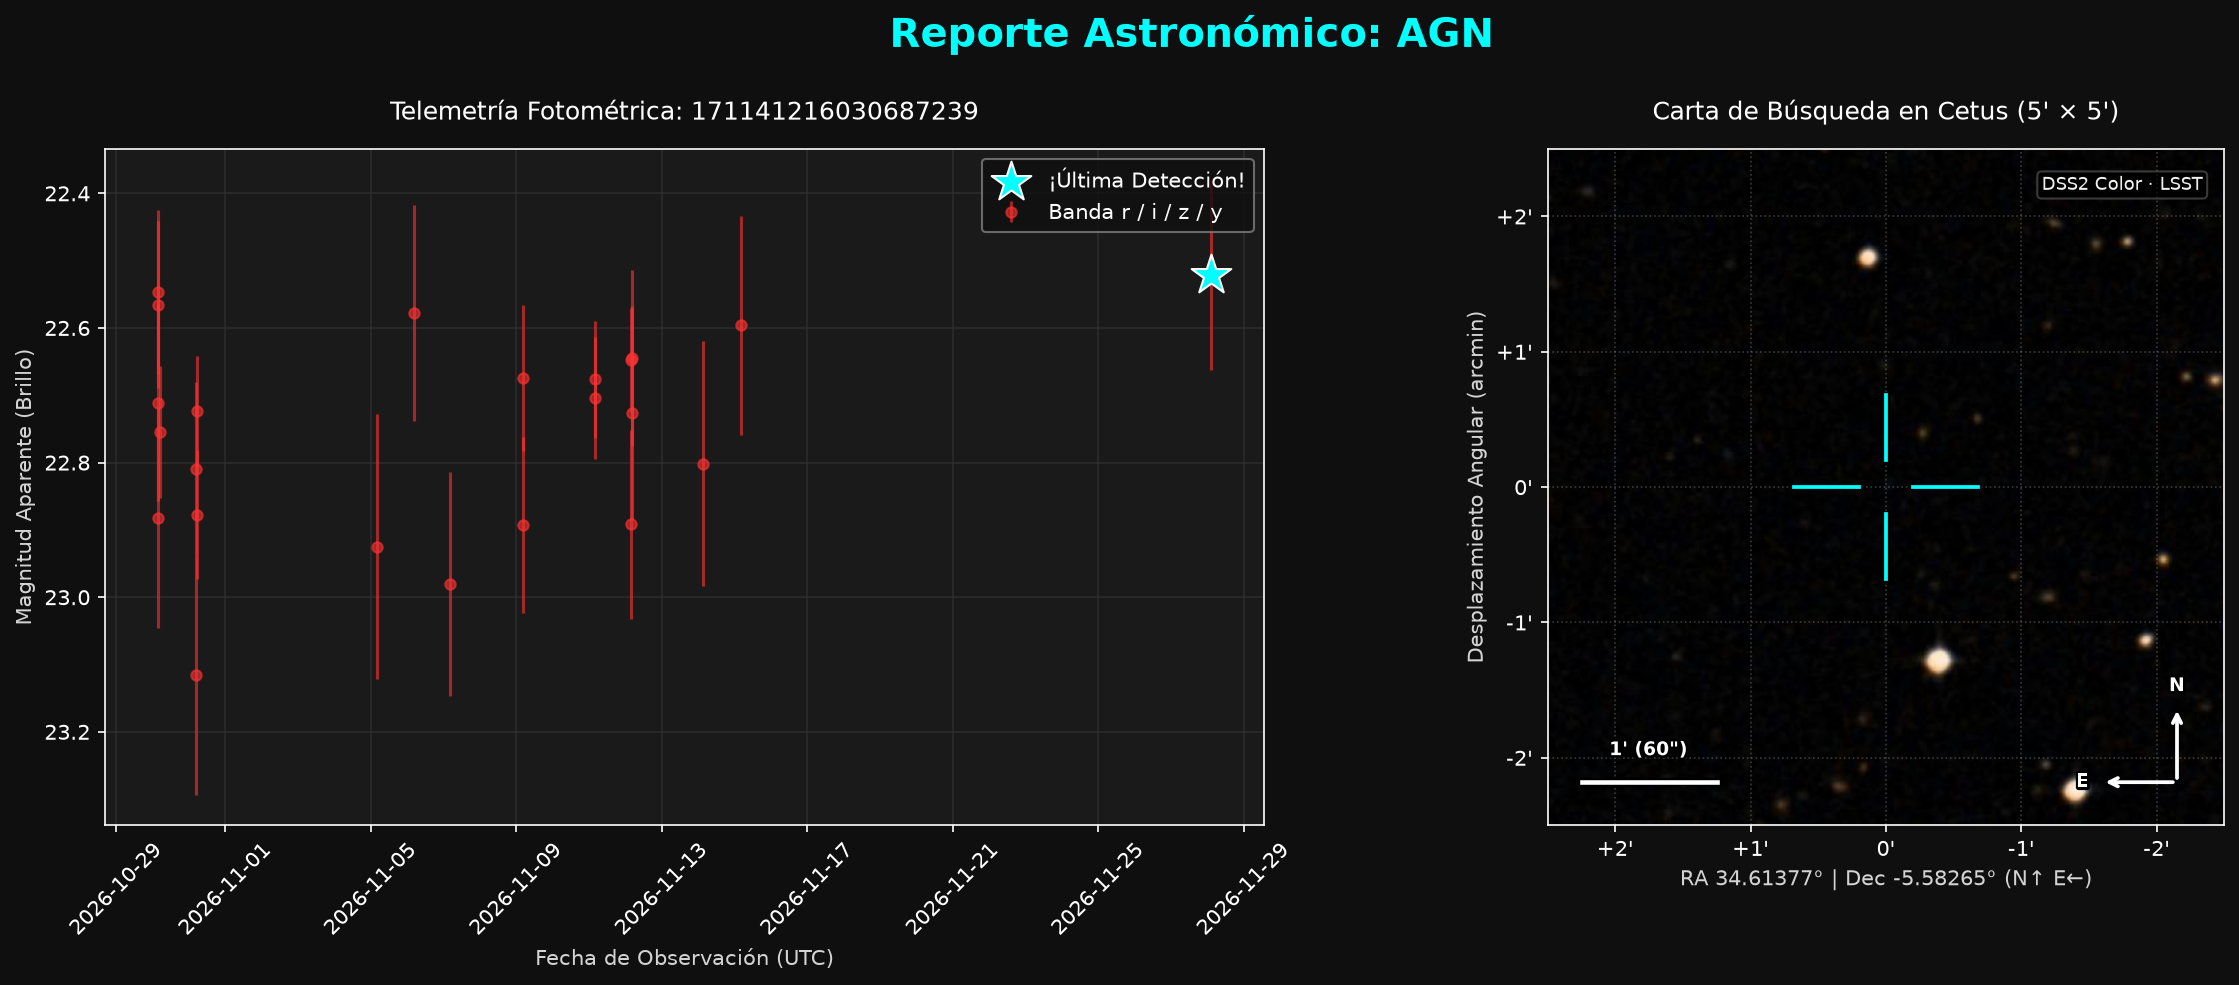 Reporte Astronómico: AGN
Telemetría Fotométrica: 171141216030687239
Magnitud Aparente (Brillo)
22.4
22.6
22.8
23.0
23.2
¡Última Detección!
Banda r / i / z / y
2026-10-29
2026-11-01
2026-11-05
2026-11-09
2026-11-13
2026-11-17
2026-11-21
2026-11-25
2026-11-29
Fecha de Observación (UTC)
Carta de Búsqueda en Cetus (5' × 5')
Desplazamiento Angular (arcmin)
+2'
+1'
0'
-1'
-2'
DSS2 Color · LSST
N
E
1' (60")
+2'
+1'
0'
-1'
-2'
RA 34.61377° | Dec -5.58265° (N↑ E←)